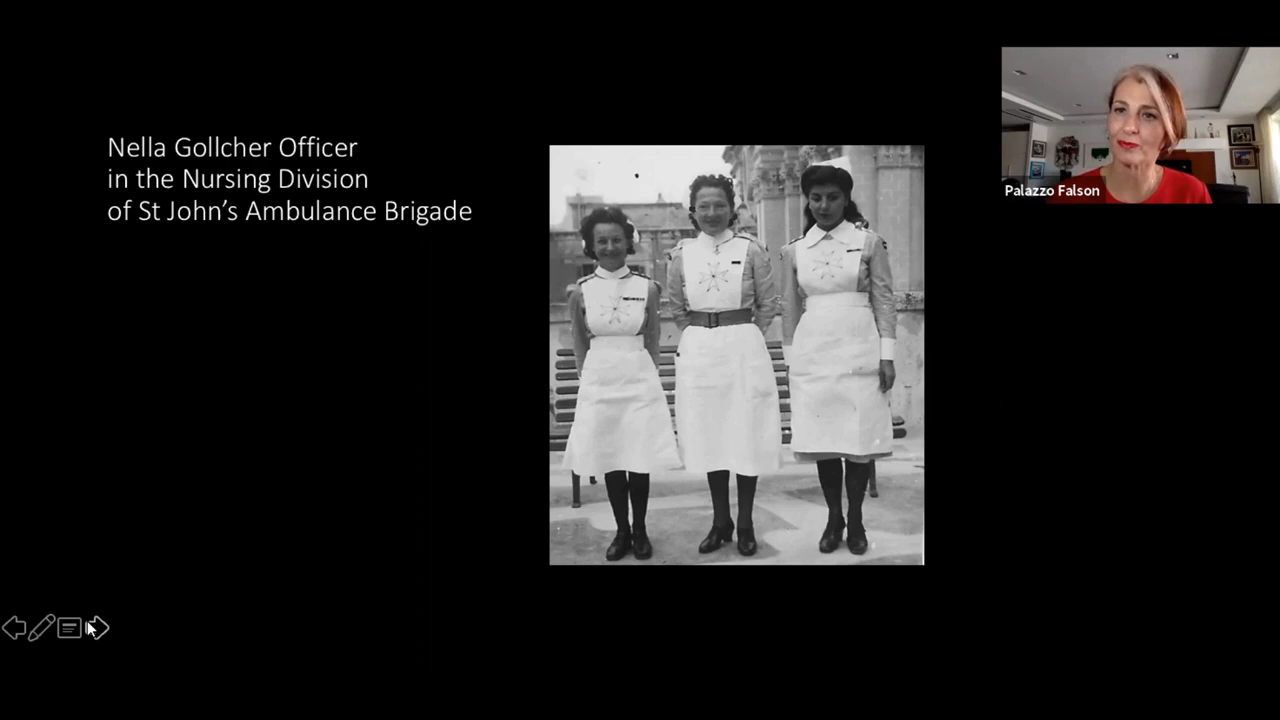 Nella Gollcher Officer
in the Nursing Division
of St John’s Ambulance Brigade
Palazzo Falson